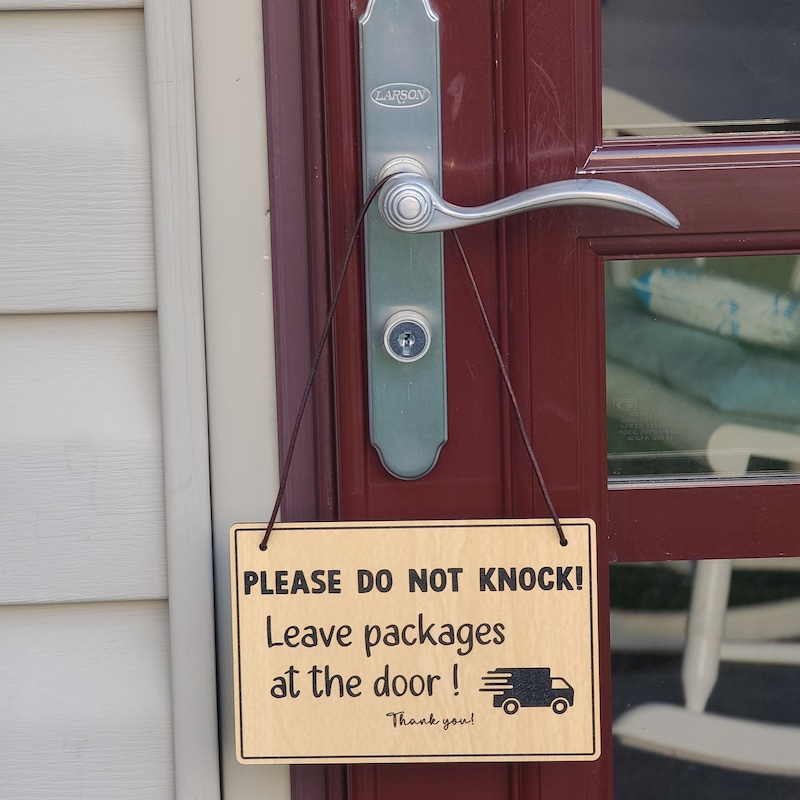 LARSON
PLEASE DO NOT KNOCK!
Leave packages
at the door !
Thank you!